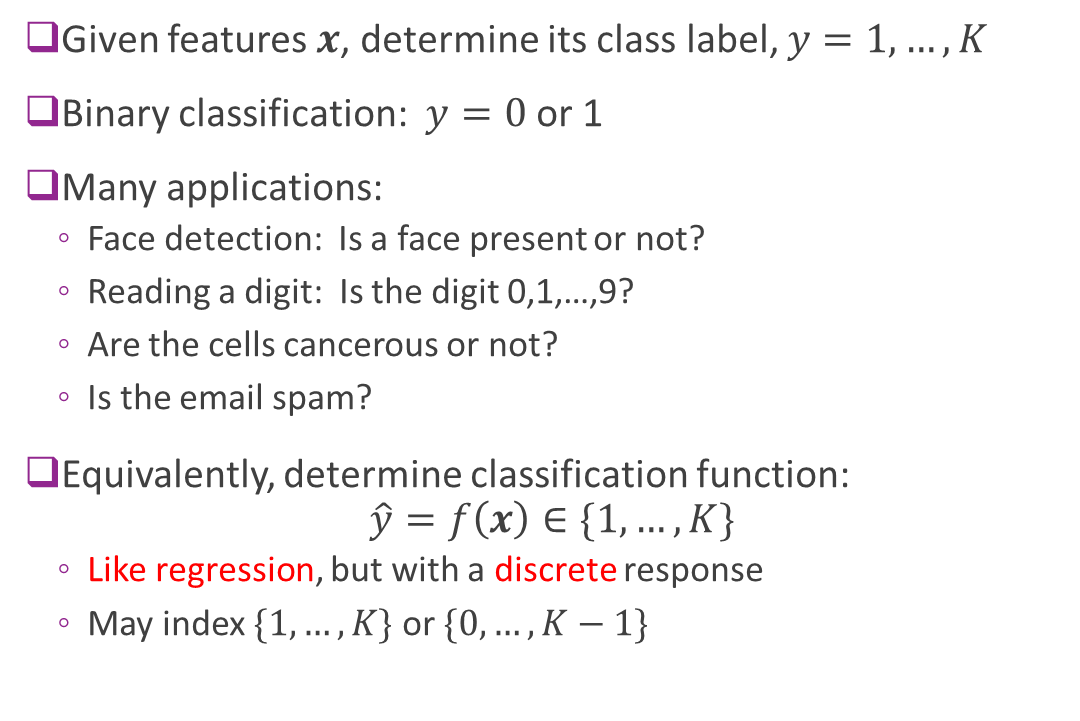 ❑Given features 𝒙, determine its class label, 𝑦 = 1, … , 𝐾
❑Binary classification: 𝑦 = 0 or 1
❑Many applications:
◦ Face detection: Is a face present or not?
◦ Reading a digit: Is the digit 0,1,…,9?
◦ Are the cells cancerous or not?
◦ Is the email spam?
❑Equivalently, determine classification function:
ŷ = 𝑓(𝒙) ∈ {1, … , 𝐾}
◦ Like regression, but with a discrete response
◦ May index {1, … , 𝐾} or {0, … , 𝐾 − 1}